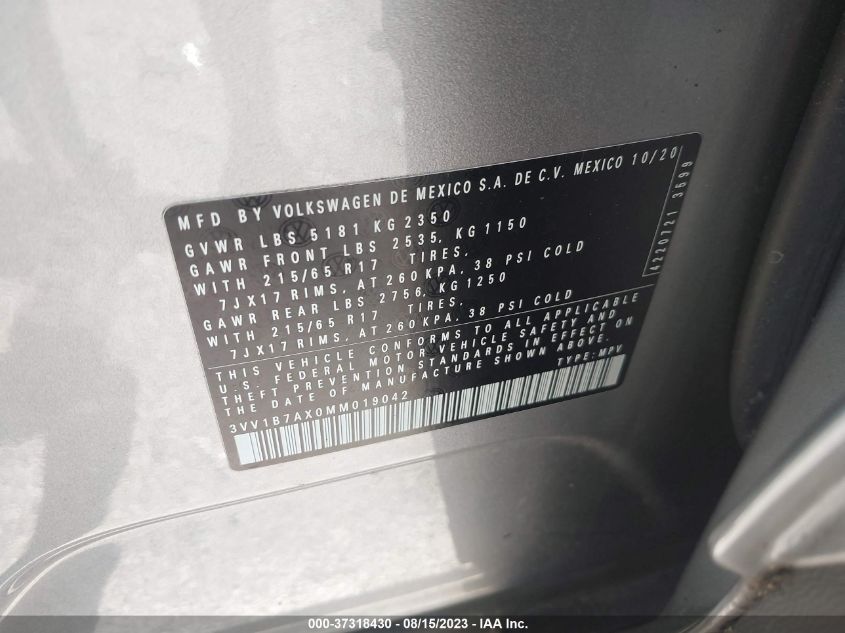 MFD BY VOLKSWAGEN DE MEXICO S.A. DE C.V. MEXICO 10/20
GVWR LBS 5181 KG 2350
GAWR FRONT LBS 2535, KG 1150
WITH 215/65 R17 TIRES,
7JX17 RIMS, AT 260 KPA, 38 PSI COLD
GAWR REAR LBS 2756, KG 1250
WITH 215/65 R17 TIRES,
7JX17 RIMS, AT 260KPA, 38 PSI COLD
THIS VEHICLE CONFORMS TO ALL APPLICABLE
U.S. FEDERAL MOTOR VEHICLE SAFETY AND
THEFT PREVENTION STANDARDS IN EFFECT ON
THE DATE OF MANUFACTURE SHOWN ABOVE.
3VV1B7AX0MM019042 TYPE: MPV
4230721 3699
000-37318430 - 08/15/2023 - IAA Inc.